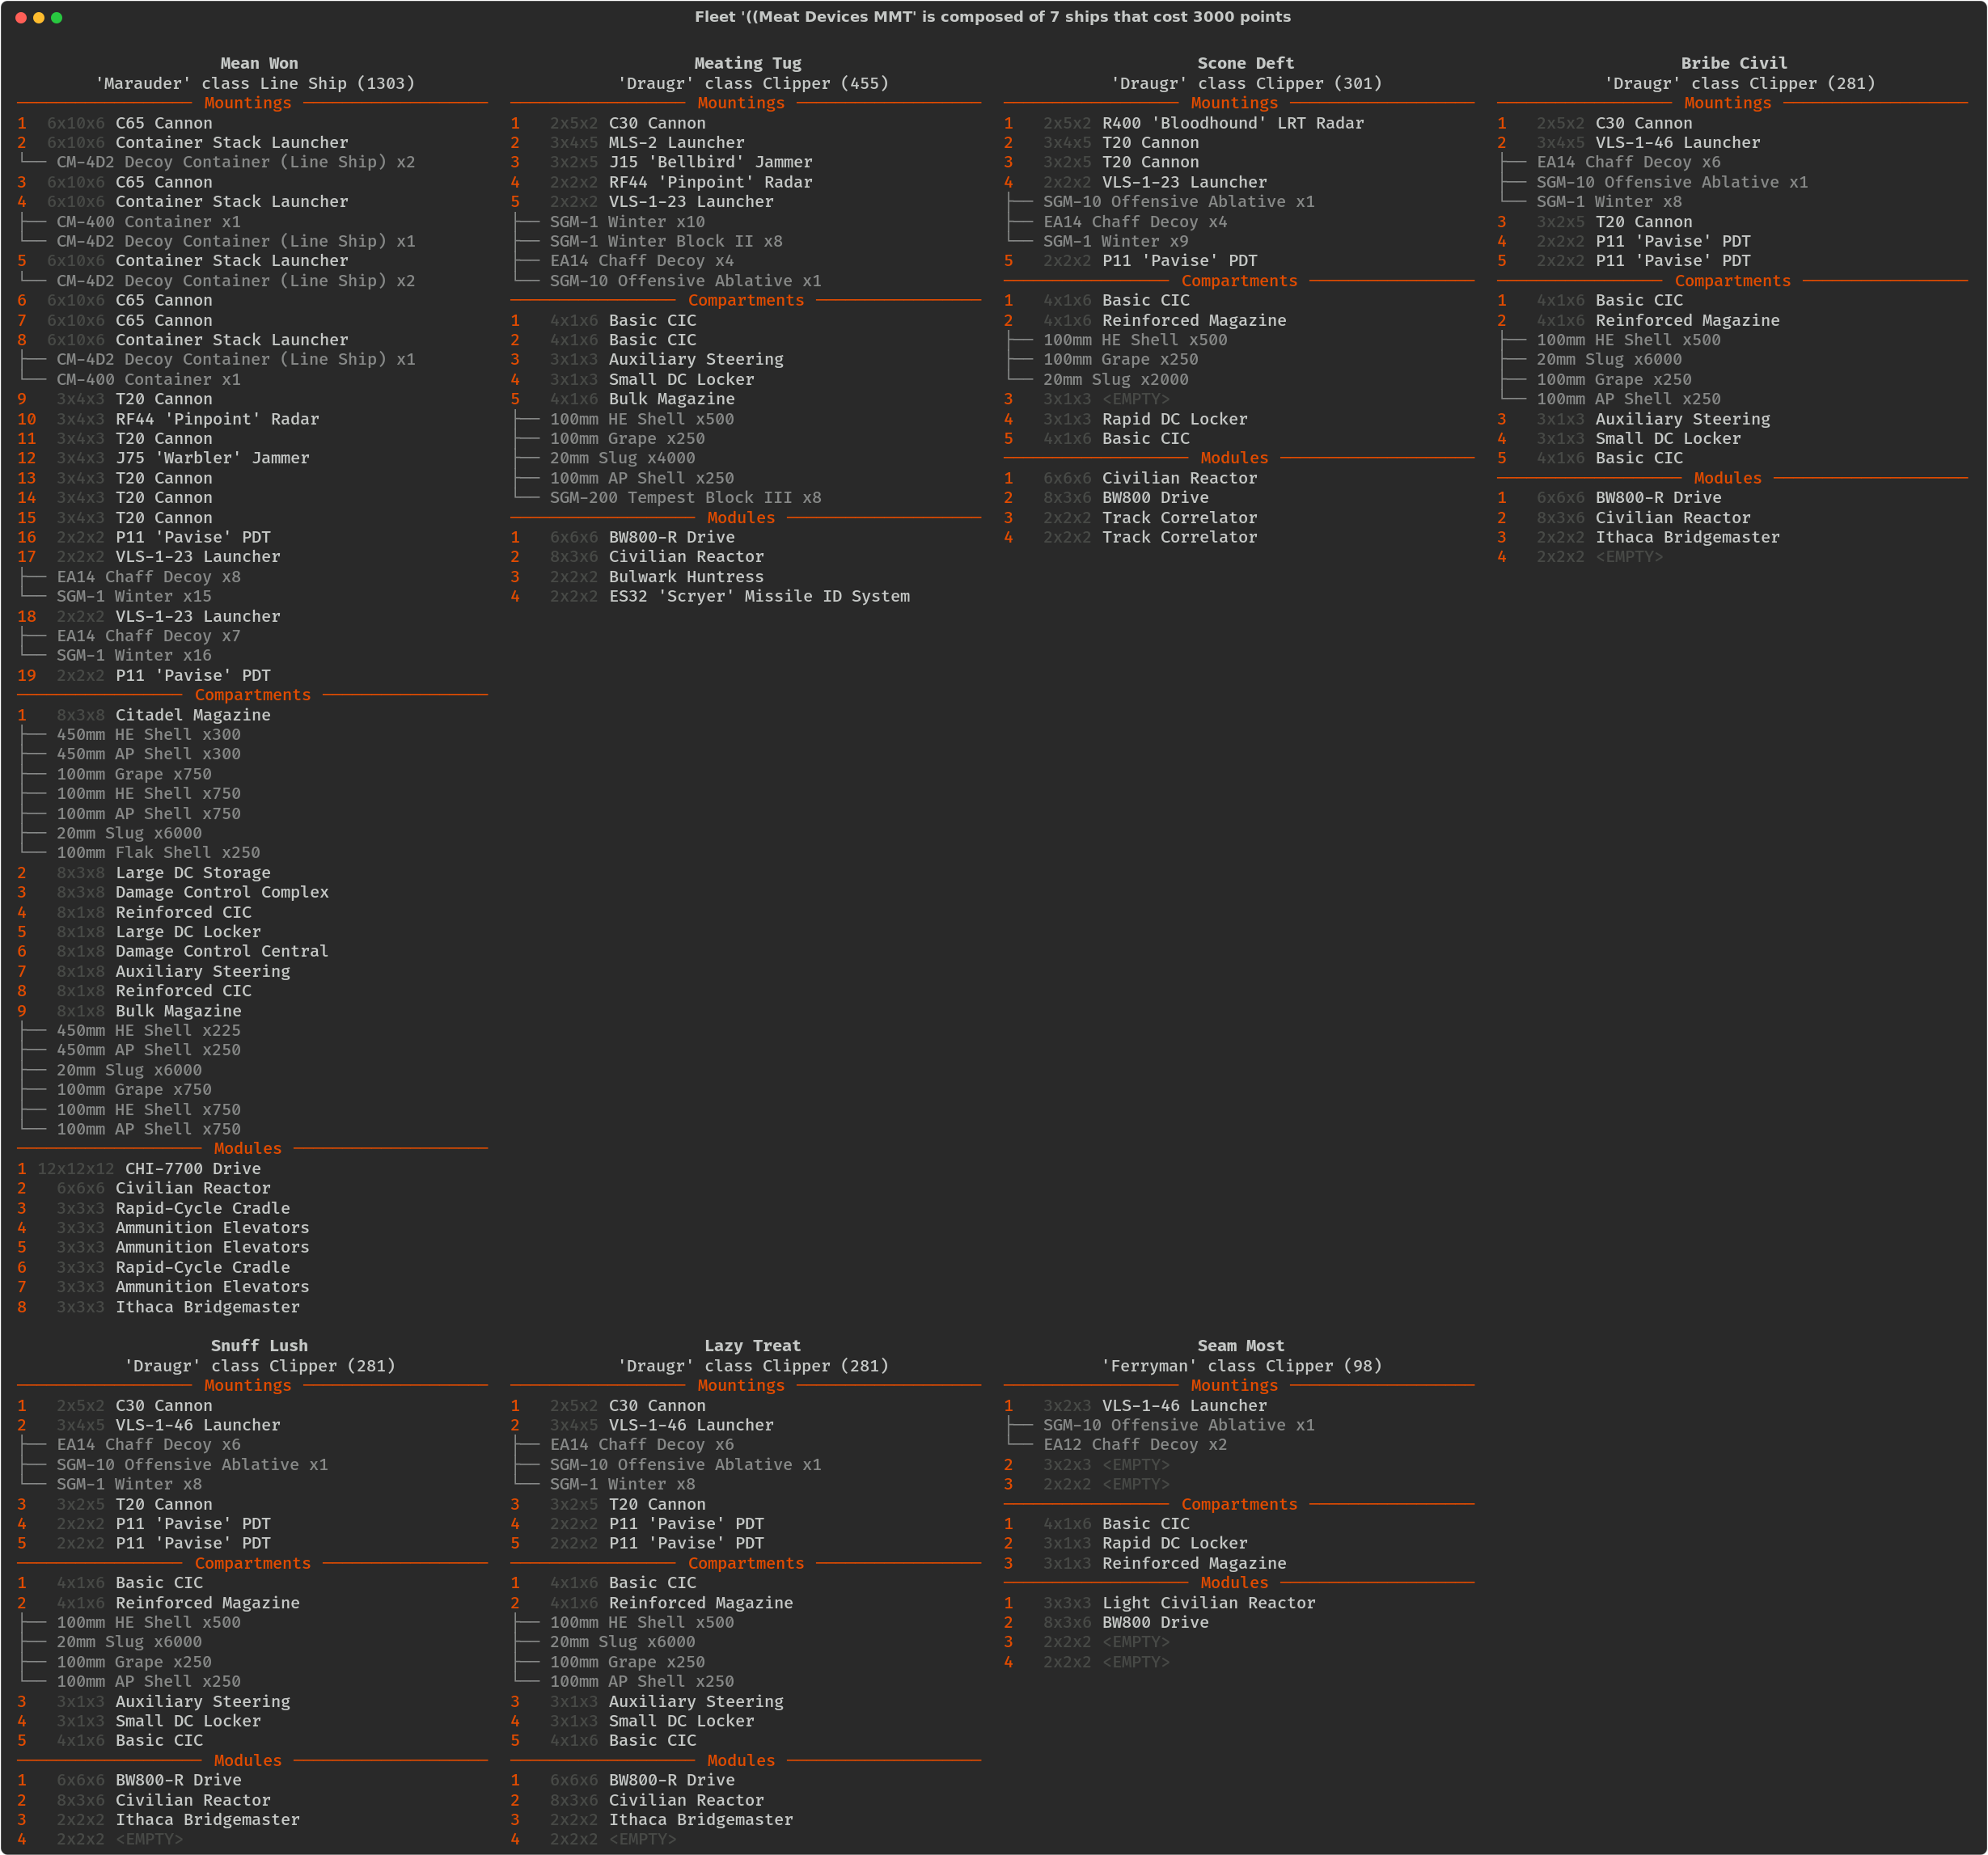 Fleet '((Meat Devices MMT' is composed of 7 ships that cost 3000 points
Mean Won
'Marauder' class Line Ship (1303)
Mountings
1 6x10x6 C65 Cannon
2 6x10x6 Container Stack Launcher
CM-4D2 Decoy Container (Line Ship) x2
3 6x10x6 C65 Cannon
4 6x10x6 Container Stack Launcher
CM-400 Container x1
CM-4D2 Decoy Container (Line Ship) x1
5 6x10x6 Container Stack Launcher
CM-4D2 Decoy Container (Line Ship) x2
6 6x10x6 C65 Cannon
7 6x10x6 C65 Cannon
8 6x10x6 Container Stack Launcher
CM-4D2 Decoy Container (Line Ship) x1
CM-400 Container x1
9 3x4x3 T20 Cannon
10 3x4x3 RF44 'Pinpoint' Radar
11 3x4x3 T20 Cannon
12 3x4x3 J75 'Warbler' Jammer
13 3x4x3 T20 Cannon
14 3x4x3 T20 Cannon
15 3x4x3 T20 Cannon
16 2x2x2 P11 'Pavise' PDT
17 2x2x2 VLS-1-23 Launcher
EA14 Chaff Decoy x8
SGM-1 Winter x15
18 2x2x2 VLS-1-23 Launcher
EA14 Chaff Decoy x7
SGM-1 Winter x16
19 2x2x2 P11 'Pavise' PDT
Compartments
1 8x3x8 Citadel Magazine
450mm HE Shell x300
450mm AP Shell x300
100mm Grape x750
100mm HE Shell x750
100mm AP Shell x750
20mm Slug x6000
100mm Flak Shell x250
2 8x3x8 Large DC Storage
3 8x3x8 Damage Control Complex
4 8x1x8 Reinforced CIC
5 8x1x8 Large DC Locker
6 8x1x8 Damage Control Central
7 8x1x8 Auxiliary Steering
8 8x1x8 Reinforced CIC
9 8x1x8 Bulk Magazine
450mm HE Shell x225
450mm AP Shell x250
20mm Slug x6000
100mm Grape x750
100mm HE Shell x750
100mm AP Shell x750
Modules
1 12x12x12 CHI-7700 Drive
2 6x6x6 Civilian Reactor
3 3x3x3 Rapid-Cycle Cradle
4 3x3x3 Ammunition Elevators
5 3x3x3 Ammunition Elevators
6 3x3x3 Rapid-Cycle Cradle
7 3x3x3 Ammunition Elevators
8 3x3x3 Ithaca Bridgemaster
Meating Tug
'Draugr' class Clipper (455)
Mountings
1 2x5x2 C30 Cannon
2 3x4x5 MLS-2 Launcher
3 3x2x5 J15 'Bellbird' Jammer
4 2x2x2 RF44 'Pinpoint' Radar
5 2x2x2 VLS-1-23 Launcher
SGM-1 Winter x10
SGM-1 Winter Block II x8
EA14 Chaff Decoy x4
SGM-10 Offensive Ablative x1
Compartments
1 4x1x6 Basic CIC
2 4x1x6 Basic CIC
3 3x1x3 Auxiliary Steering
4 3x1x3 Small DC Locker
5 4x1x6 Bulk Magazine
100mm HE Shell x500
100mm Grape x250
20mm Slug x4000
100mm AP Shell x250
SGM-200 Tempest Block III x8
Modules
1 6x6x6 BW800-R Drive
2 8x3x6 Civilian Reactor
3 2x2x2 Bulwark Huntress
4 2x2x2 ES32 'Scryer' Missile ID System
Scone Deft
'Draugr' class Clipper (301)
Mountings
1 2x5x2 R400 'Bloodhound' LRT Radar
2 3x4x5 T20 Cannon
3 3x2x5 T20 Cannon
4 2x2x2 VLS-1-23 Launcher
SGM-10 Offensive Ablative x1
EA14 Chaff Decoy x4
SGM-1 Winter x9
5 2x2x2 P11 'Pavise' PDT
Compartments
1 4x1x6 Basic CIC
2 4x1x6 Reinforced Magazine
100mm HE Shell x500
100mm Grape x250
20mm Slug x2000
3 3x1x3 <EMPTY>
4 3x1x3 Rapid DC Locker
5 4x1x6 Basic CIC
Modules
1 6x6x6 Civilian Reactor
2 8x3x6 BW800 Drive
3 2x2x2 Track Correlator
4 2x2x2 Track Correlator
Bribe Civil
'Draugr' class Clipper (281)
Mountings
1 2x5x2 C30 Cannon
2 3x4x5 VLS-1-46 Launcher
EA14 Chaff Decoy x6
SGM-10 Offensive Ablative x1
SGM-1 Winter x8
3 3x2x5 T20 Cannon
4 2x2x2 P11 'Pavise' PDT
5 2x2x2 P11 'Pavise' PDT
Compartments
1 4x1x6 Basic CIC
2 4x1x6 Reinforced Magazine
100mm HE Shell x500
20mm Slug x6000
100mm Grape x250
100mm AP Shell x250
3 3x1x3 Auxiliary Steering
4 3x1x3 Small DC Locker
5 4x1x6 Basic CIC
Modules
1 6x6x6 BW800-R Drive
2 8x3x6 Civilian Reactor
3 2x2x2 Ithaca Bridgemaster
4 2x2x2 <EMPTY>
Snuff Lush
'Draugr' class Clipper (281)
Mountings
1 2x5x2 C30 Cannon
2 3x4x5 VLS-1-46 Launcher
EA14 Chaff Decoy x6
SGM-10 Offensive Ablative x1
SGM-1 Winter x8
3 3x2x5 T20 Cannon
4 2x2x2 P11 'Pavise' PDT
5 2x2x2 P11 'Pavise' PDT
Compartments
1 4x1x6 Basic CIC
2 4x1x6 Reinforced Magazine
100mm HE Shell x500
20mm Slug x6000
100mm Grape x250
100mm AP Shell x250
3 3x1x3 Auxiliary Steering
4 3x1x3 Small DC Locker
5 4x1x6 Basic CIC
Modules
1 6x6x6 BW800-R Drive
2 8x3x6 Civilian Reactor
3 2x2x2 Ithaca Bridgemaster
4 2x2x2 <EMPTY>
Lazy Treat
'Draugr' class Clipper (281)
Mountings
1 2x5x2 C30 Cannon
2 3x4x5 VLS-1-46 Launcher
EA14 Chaff Decoy x6
SGM-10 Offensive Ablative x1
SGM-1 Winter x8
3 3x2x5 T20 Cannon
4 2x2x2 P11 'Pavise' PDT
5 2x2x2 P11 'Pavise' PDT
Compartments
1 4x1x6 Basic CIC
2 4x1x6 Reinforced Magazine
100mm HE Shell x500
20mm Slug x6000
100mm Grape x250
100mm AP Shell x250
3 3x1x3 Auxiliary Steering
4 3x1x3 Small DC Locker
5 4x1x6 Basic CIC
Modules
1 6x6x6 BW800-R Drive
2 8x3x6 Civilian Reactor
3 2x2x2 Ithaca Bridgemaster
4 2x2x2 <EMPTY>
Seam Most
'Ferryman' class Clipper (98)
Mountings
1 3x2x3 VLS-1-46 Launcher
SGM-10 Offensive Ablative x1
EA12 Chaff Decoy x2
2 3x2x3 <EMPTY>
3 2x2x2 <EMPTY>
Compartments
1 4x1x6 Basic CIC
2 3x1x3 Rapid DC Locker
3 3x1x3 Reinforced Magazine
Modules
1 3x3x3 Light Civilian Reactor
2 8x3x6 BW800 Drive
3 2x2x2 <EMPTY>
4 2x2x2 <EMPTY>